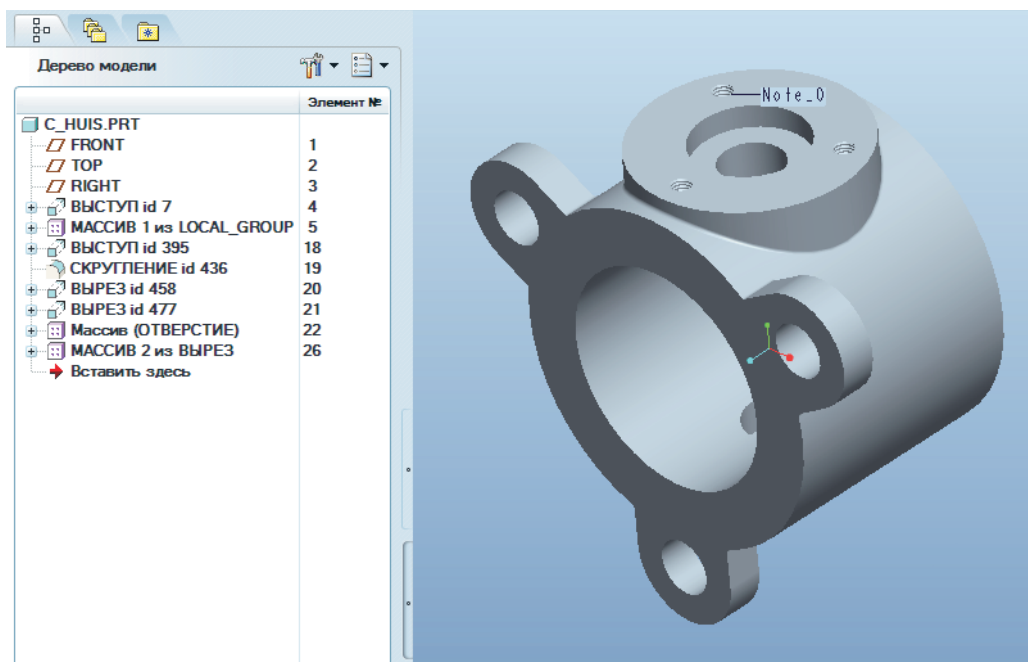 Дерево модели
Элемент №
C_HUIS.PRT
FRONT 1
TOP 2
RIGHT 3
ВЫСТУП id 7 4
МАССИВ 1 из LOCAL_GROUP 5
ВЫСТУП id 395 18
СКРУГЛЕНИЕ id 436 19
ВЫРЕЗ id 458 20
ВЫРЕЗ id 477 21
Массив (ОТВЕРСТИЕ) 22
МАССИВ 2 из ВЫРЕЗ 26
Вставить здесь
Note_0